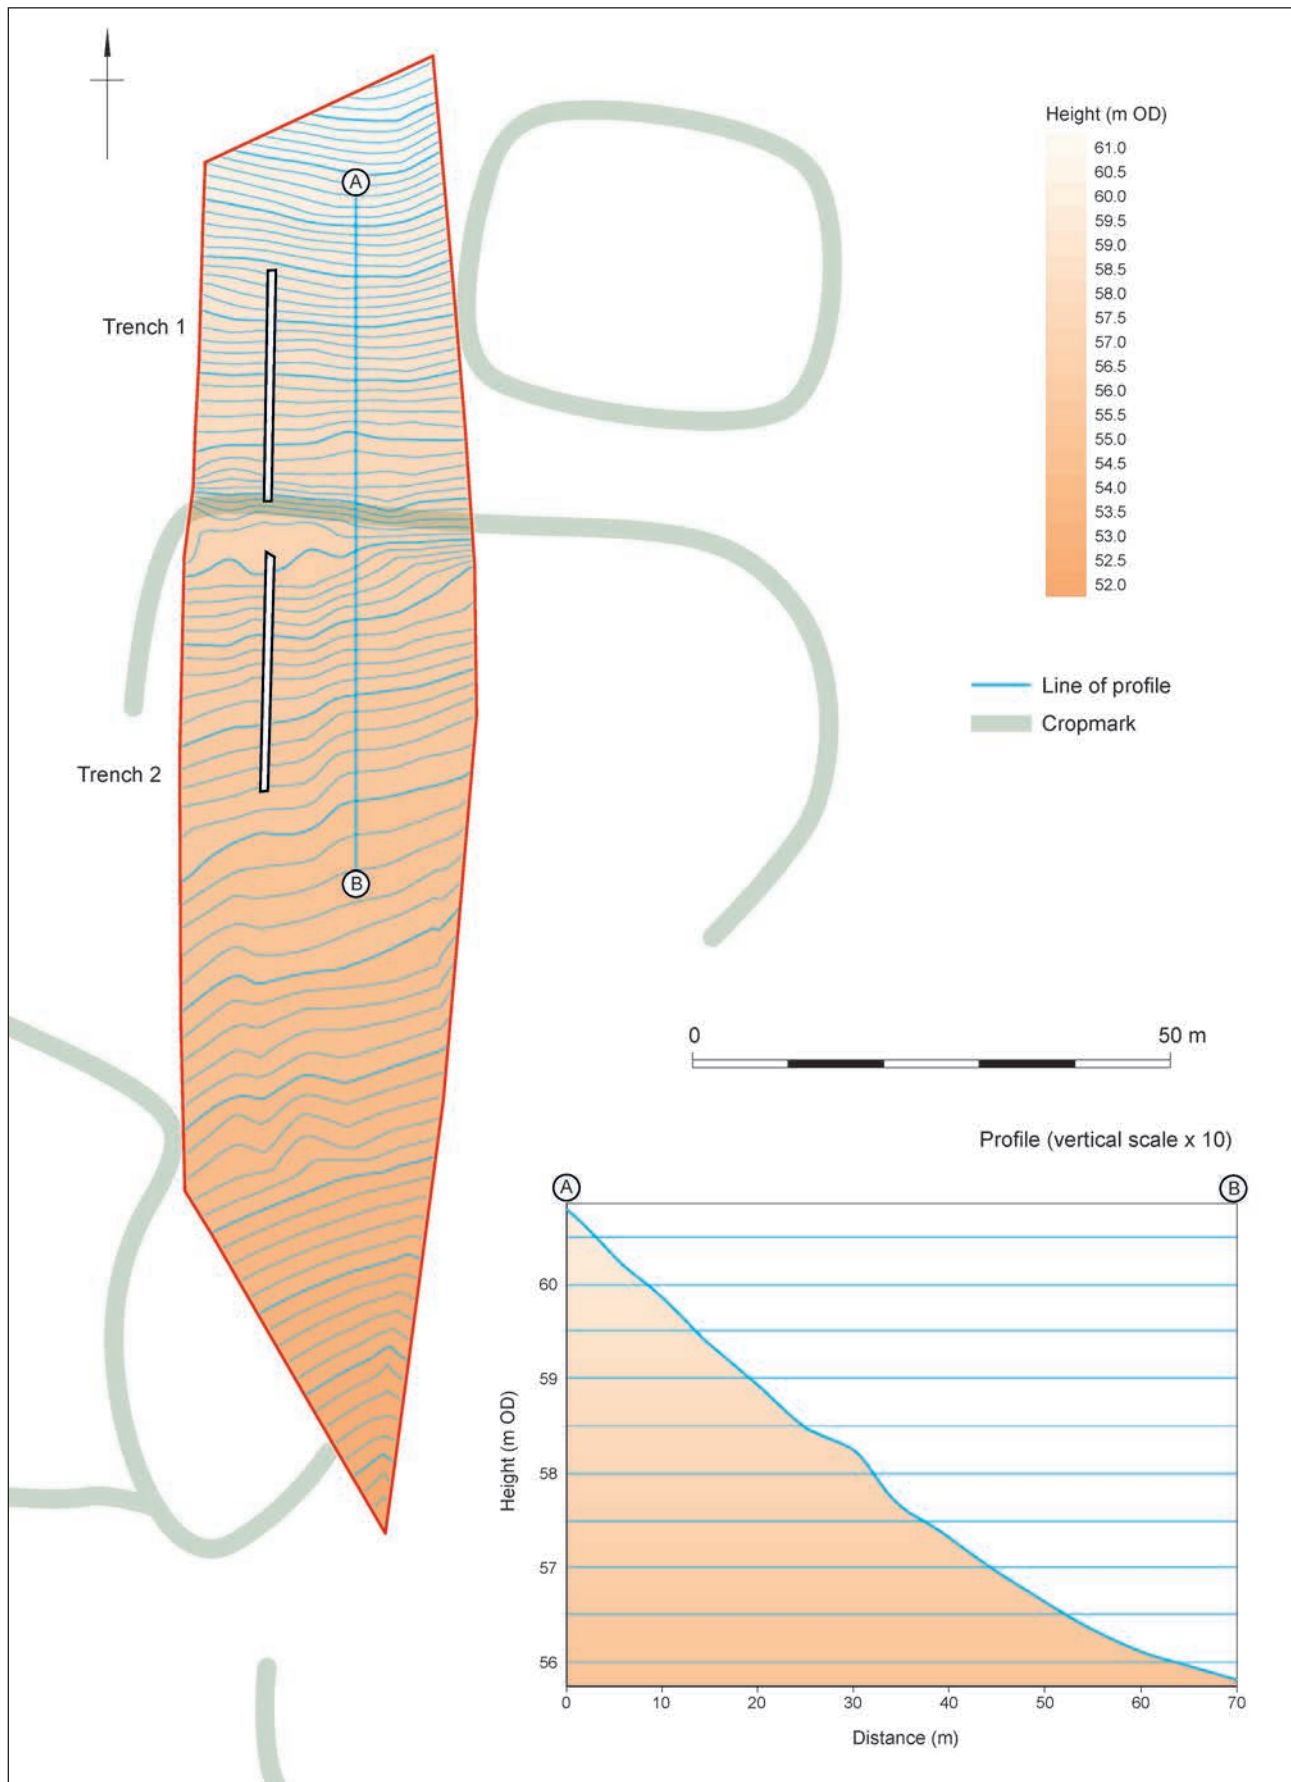 Height (m OD)
61.0
60.5
60.0
59.5
59.0
58.5
58.0
57.5
57.0
56.5
56.0
55.5
55.0
54.5
54.0
53.5
53.0
52.5
52.0
A
Trench 1
Line of profile
Cropmark
Trench 2
B
0 50 m
Profile (vertical scale x 10)
A B
60
59
58
57
56
Height (m OD)
0 10 20 30 40 50 60 70
Distance (m)